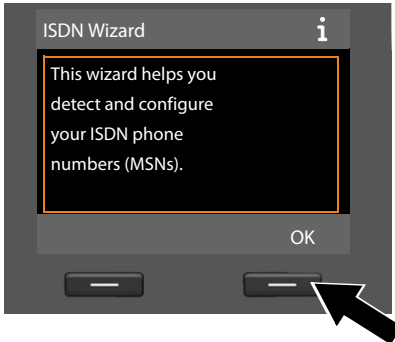 ISDN Wizard i
This wizard helps you
detect and configure
your ISDN phone
numbers (MSNs).
OK